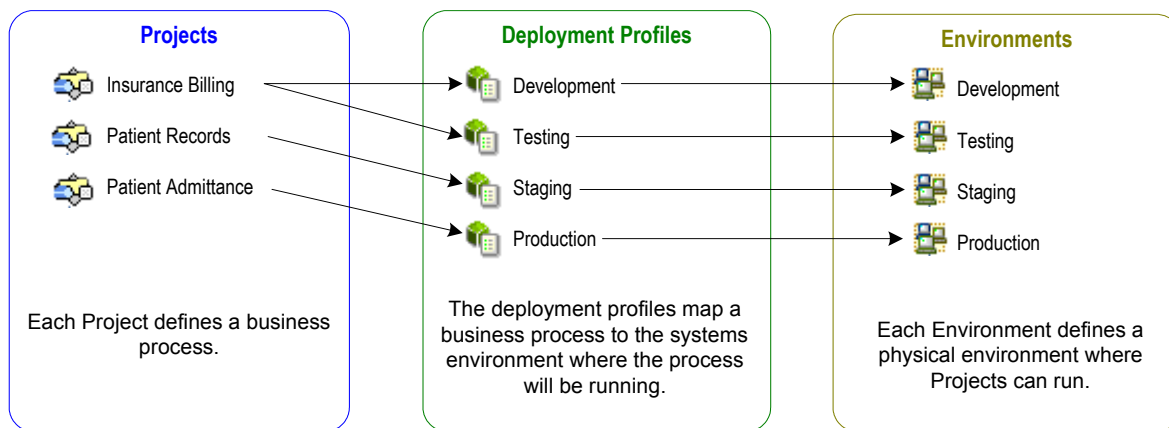 Projects
Insurance Billing
Patient Records
Patient Admittance
Each Project defines a business
process.
Deployment Profiles
Development
Testing
Staging
Production
The deployment profiles map a
business process to the systems
environment where the process
will be running.
Environments
Development
Testing
Staging
Production
Each Environment defines a
physical environment where
Projects can run.